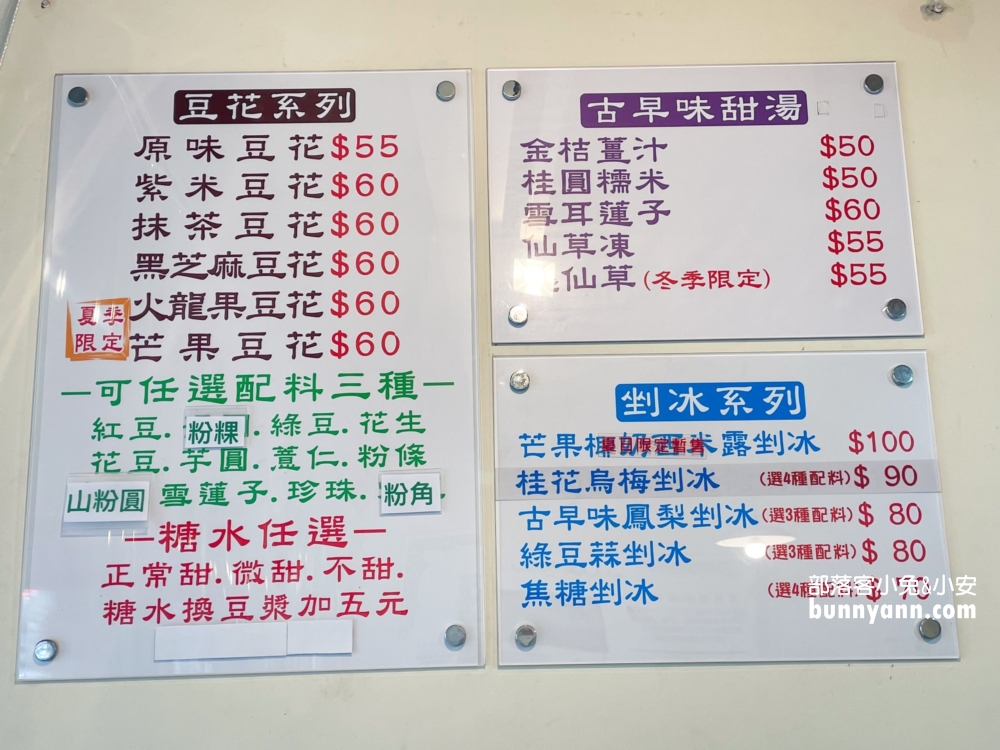 豆花系列
原味豆花$55
紫米豆花$60
抹茶豆花$60
黑芝麻豆花$60
夏季限定
火龍果豆花$60
芒果豆花$60
—可任選配料三種—
紅豆.粉粿.綠豆.花生
花豆.芋圓.薏仁.粉條
山粉圓 雪蓮子.珍珠.粉角
—糖水任選—
正常甜.微甜.不甜.
糖水換豆漿加五元
古早味甜湯
金桔薑汁 $50
桂圓糯米 $50
雪耳蓮子 $60
仙草凍 $55
仙草(冬季限定) $55
剉冰系列
芒果椰 米露剉冰 $100
桂花烏梅剉冰 (選4種配料)$ 90
古早味鳳梨剉冰(選3種配料)$ 80
綠豆蒜剉冰 (選3種配料)$ 80
焦糖剉冰 (選4種
部落客小兔&小安
bunnyann.com